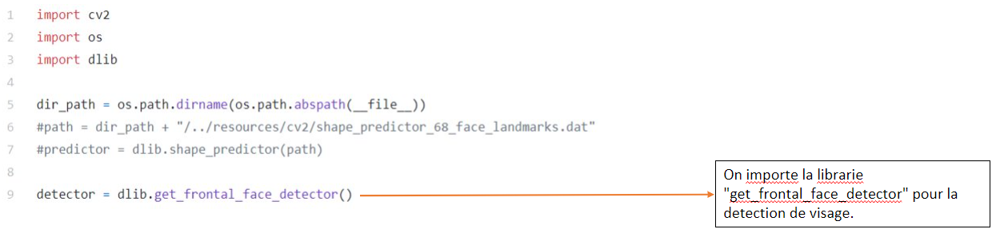 1 import cv2
2 import os
3 import dlib
4
5 dir_path = os.path.dirname(os.path.abspath(__file__))
6 #path = dir_path + "/../resources/cv2/shape_predictor_68_face_landmarks.dat"
7 #predictor = dlib.shape_predictor(path)
8
9 detector = dlib.get_frontal_face_detector()
On importe la librarie
"get_frontal_face_detector" pour la
detection de visage.